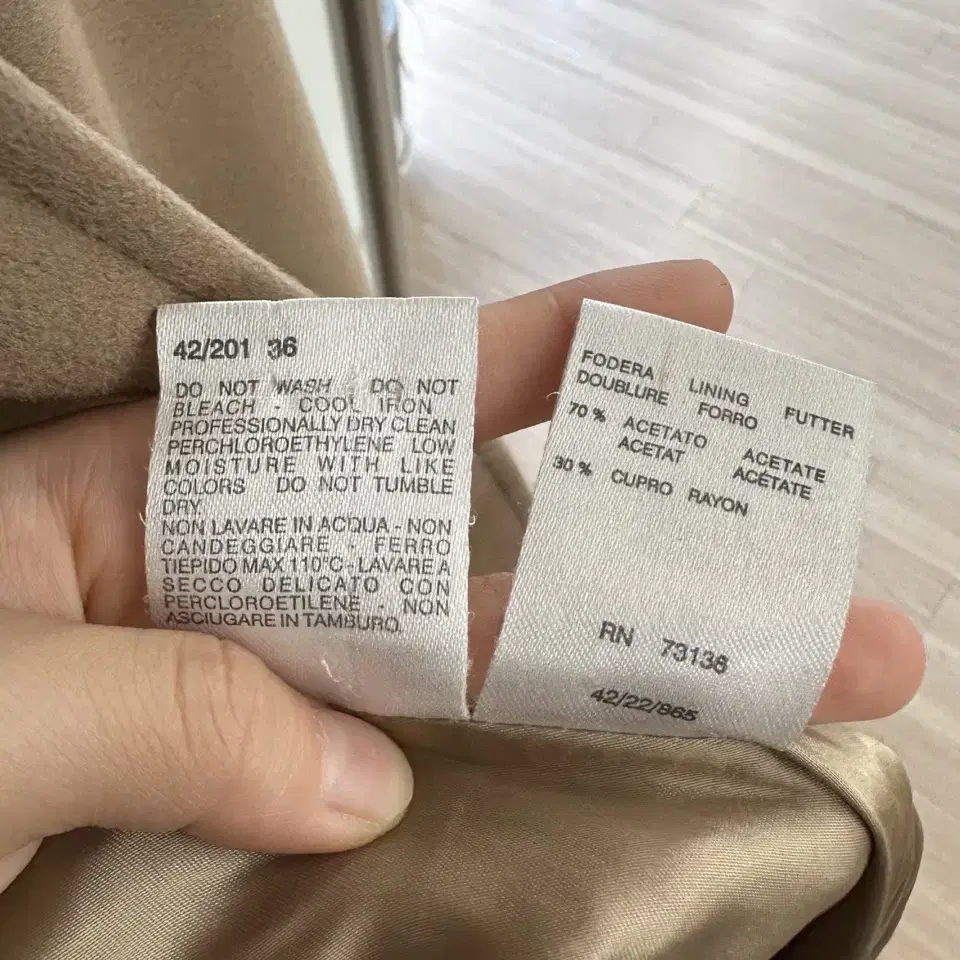 42/201 36
DO NOT WASH - DO NOT
BLEACH - COOL IRON
PROFESSIONALLY DRY CLEAN
PERCHLOROETHYLENE LOW
MOISTURE WITH LIKE
COLORS DO NOT TUMBLE
DRY
NON LAVARE IN ACQUA - NON
CANDEGGIARE - FERRO
TIEPIDO MAX 110°C - LAVARE A
SECCO DELICATO CON
PERCLOROETILENE - NON
ASCIUGARE IN TAMBURO
FODERA LINING FUTTER
DOUBLURE FORRO
70 % ACETATO ACETATE
ACETAT ACÉTATE
30 % CUPRO RAYON
RN 73136
42/22/865